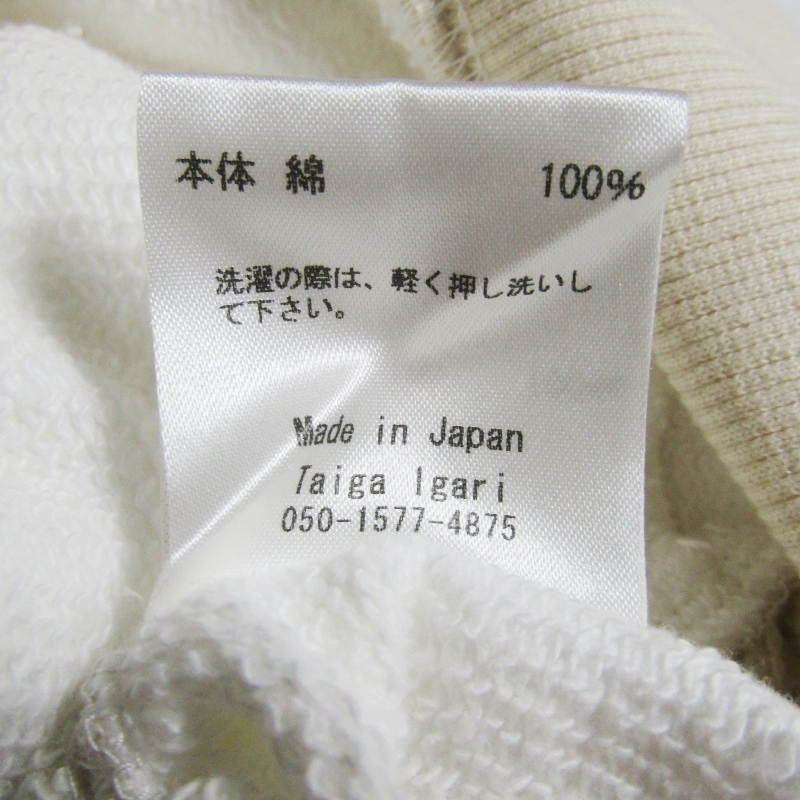 本体 綿 100%
洗濯の際は、軽く押し洗いし
て下さい。
Made in Japan
Taiga Igari
050-1577-4875